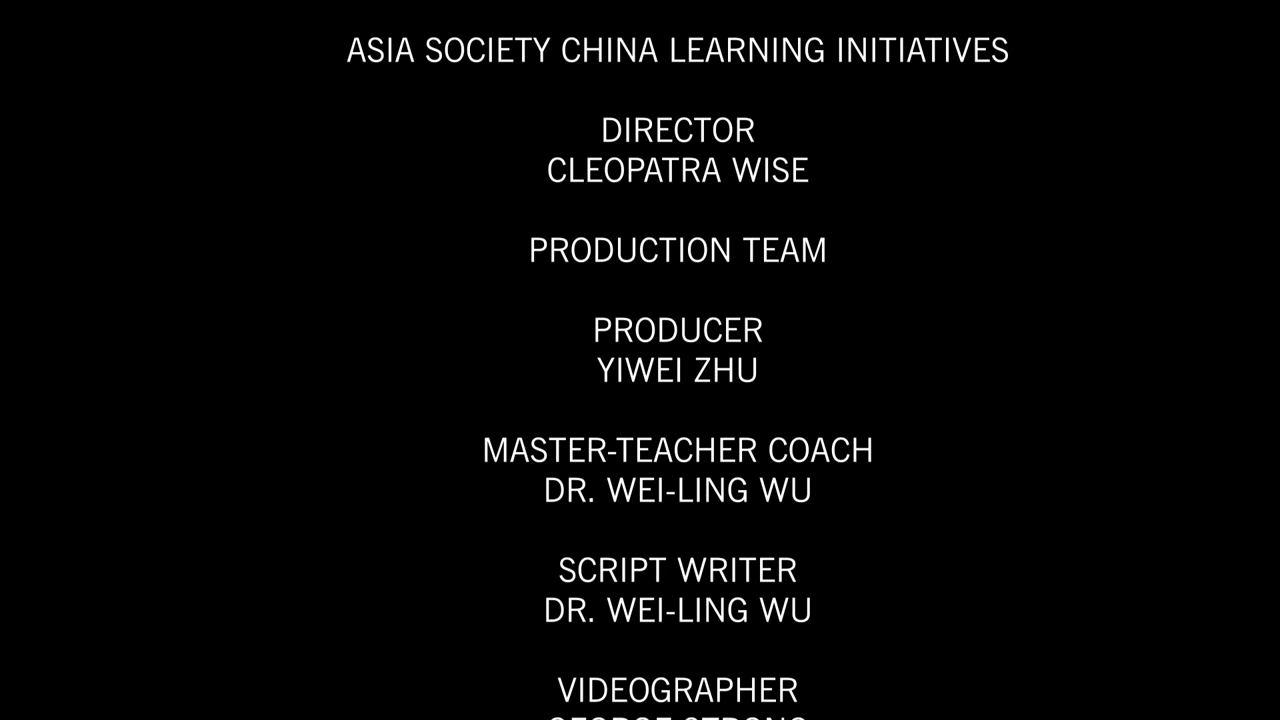 ASIA SOCIETY CHINA LEARNING INITIATIVES
DIRECTOR
CLEOPATRA WISE
PRODUCTION TEAM
PRODUCER
YIWEI ZHU
MASTER-TEACHER COACH
DR. WEI-LING WU
SCRIPT WRITER
DR. WEI-LING WU
VIDEOGRAPHER